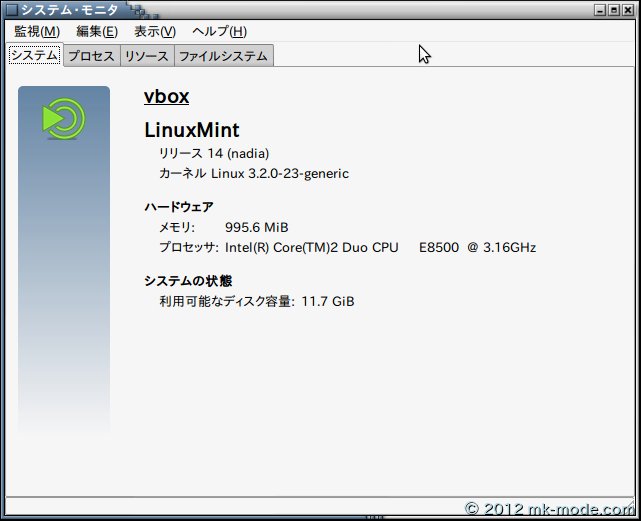 システム・モニタ
監視(M) 編集(E) 表示(V) ヘルプ(H)
システム プロセス リソース ファイルシステム
vbox
LinuxMint
リリース 14 (nadia)
カーネル Linux 3.2.0-23-generic
ハードウェア
メモリ: 995.6 MiB
プロセッサ: Intel(R) Core(TM)2 Duo CPU E8500 @ 3.16GHz
システムの状態
利用可能なディスク容量: 11.7 GiB
© 2012 mk-mode.com